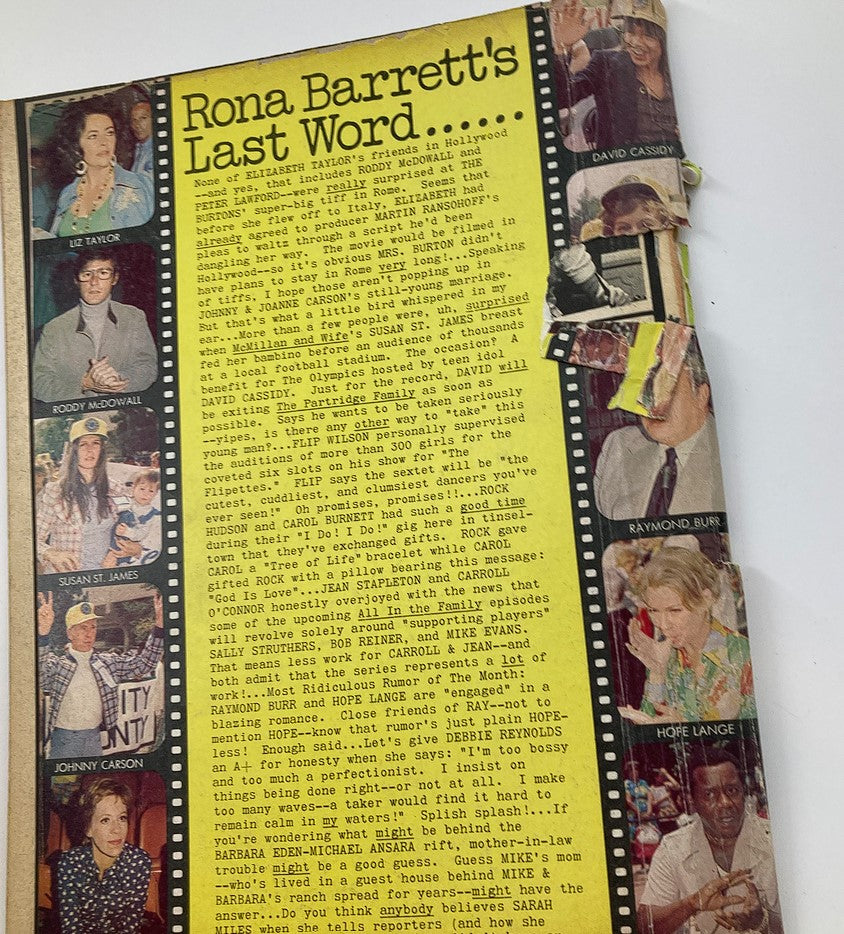 Rona Barrett's
Last Word......
None of ELIZABETH TAYLOR's friends in Hollywood
--and yes, that includes RODDY McDOWALL and
PETER LAWFORD--were really surprised at THE
BURTONS' super-big tiff in Rome. Seems that
before she flew off to Italy, ELIZABETH had
already agreed to producer MARTIN RANSOHOFF's
pleas to waltz through a script he'd been
dangling her way. The movie would be filmed in
Hollywood--so it's obvious MRS. BURTON didn't
have plans to stay in Rome very long!...Speaking
of tiffs, I hope those aren't popping up in
JOHNNY & JOANNE CARSON's still-young marriage.
But that's what a little bird whispered in my
ear...More than a few people were, uh, surprised
when McMillan and Wife's SUSAN ST. JAMES breast
fed her bambino before an audience of thousands
at a local football stadium. The occasion? A
benefit for The Olympics hosted by teen idol
DAVID CASSIDY. Just for the record, DAVID will
be exiting The Partridge Family as soon as
possible. Says he wants to be taken seriously
--yipes, is there any other way to "take" this
young man?...FLIP WILSON personally supervised
the auditions of more than 300 girls for the
coveted six slots on his show for "The
Flipettes." FLIP says the sextet will be "the
cutest, cuddliest, and clumsiest dancers you've
ever seen!" Oh promises, promises!!...ROCK
HUDSON and CAROL BURNETT had such a good time
during their "I Do! I Do!" gig here in tinsel-
town that they've exchanged gifts. ROCK gave
CAROL a "Tree of Life" bracelet while CAROL
gifted ROCK with a pillow bearing this message:
"God Is Love"...JEAN STAPLETON and CARROLL
O'CONNOR honestly overjoyed with the news that
some of the upcoming All In the Family episodes
will revolve solely around "supporting players"
SALLY STRUTHERS, BOB REINER, and MIKE EVANS.
That means less work for CARROLL & JEAN--and
both admit that the series represents a lot of
work!...Most Ridiculous Rumor of The Month:
RAYMOND BURR and HOPE LANGE are "engaged" in a
blazing romance. Close friends of RAY--not to
mention HOPE--know that rumor's just plain HOPE-
less! Enough said...Let's give DEBBIE REYNOLDS
an A+ for honesty when she says: "I'm too bossy
and too much a perfectionist. I insist on
things being done right--or not at all. I make
too many waves--a taker would find it hard to
remain calm in my waters!" Splish splash!...If
you're wondering what might be behind the
BARBARA EDEN-MICHAEL ANSARA rift, mother-in-law
trouble might be a good guess. Guess MIKE's mom
--who's lived in a guest house behind MIKE &
BARBARA's ranch spread for years--might have the
answer...Do you think anybody believes SARAH
MILES when she tells reporters (and how she
LIZ TAYLOR
RODDY McDOWALL
SUSAN ST. JAMES
ITY
JOHNNY CARSON
DAVID CASSIDY
RAYMOND BURR
HOPE LANGE